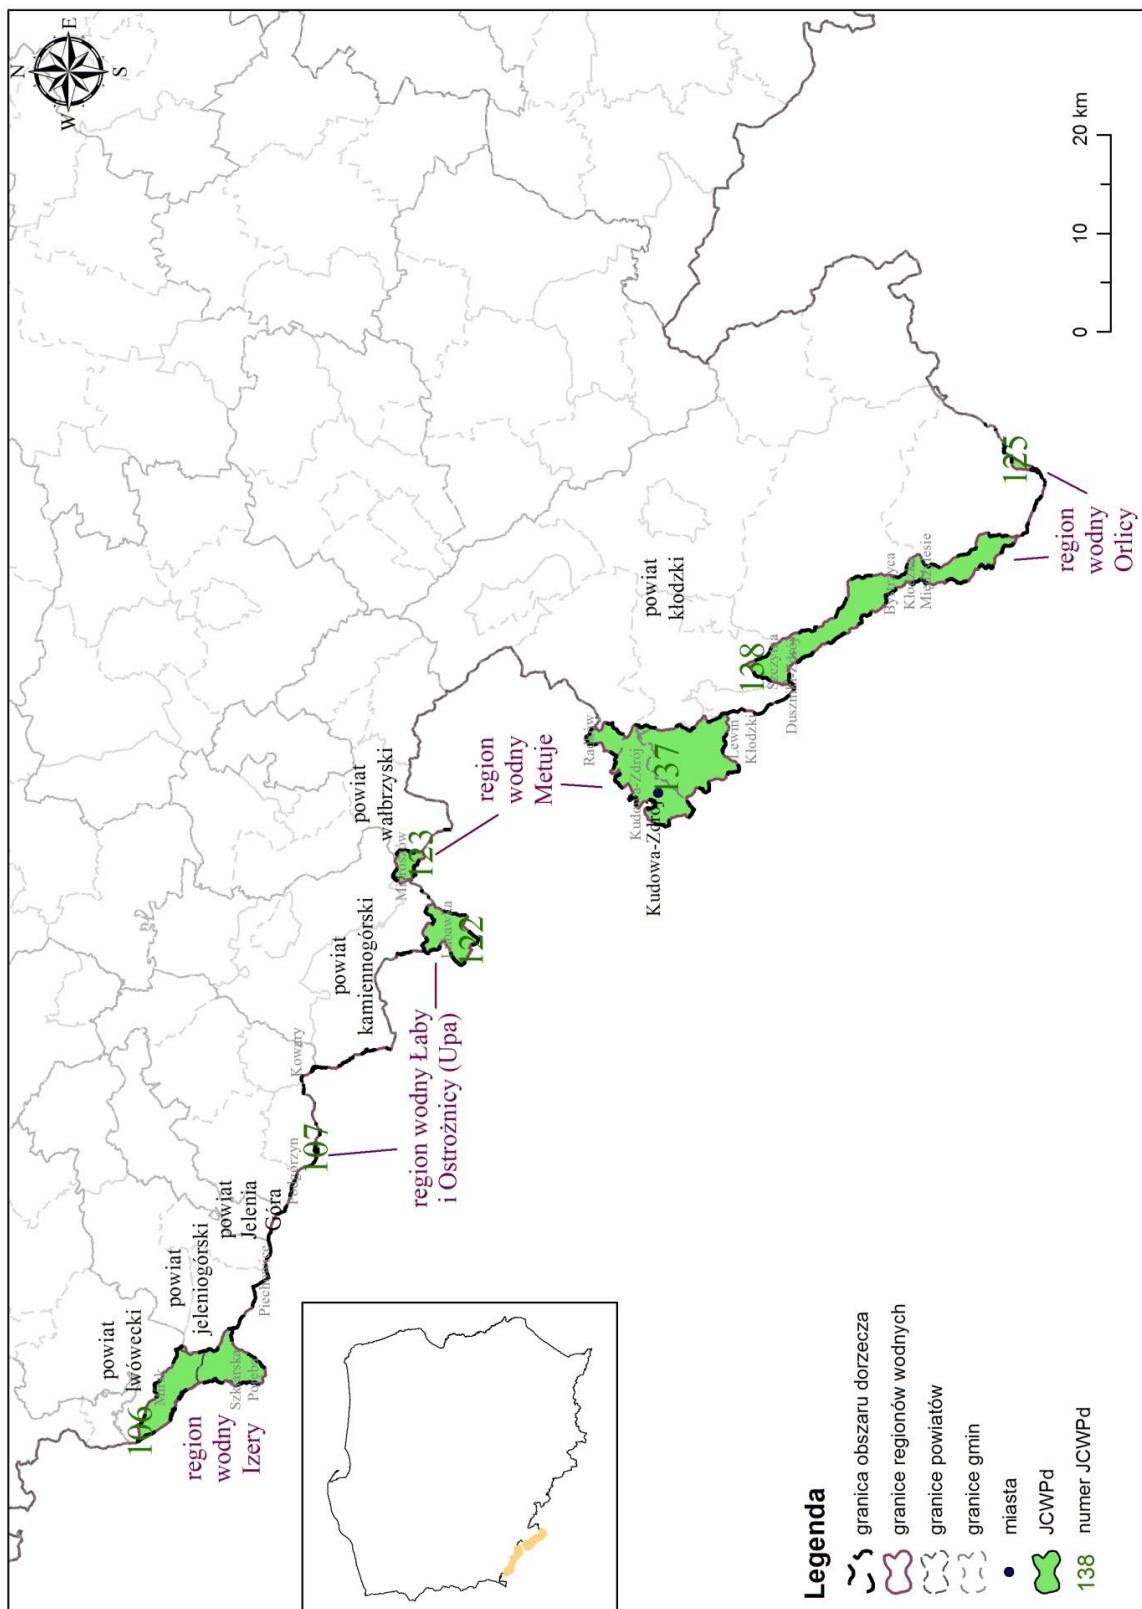 N
E
S
W
106
powiat
lwówecki
Mirsk
powiat
jeleniogórski
Szklarska
Poręba
region
wodny
Izery
powiat
Jelenia
Góra
Piechowice
Podgórzyn
107
Kowary
region wodny Łaby
i Ostrożnicy (Upa)
powiat
kamiennogórski
Lubawka
122
powiat
wałbrzyski
Mieroszów
123
region
wodny
Metuje
Radków
Kudowa-Zdrój
137
Kudowa-Zdrój
Lewin
Kłodzki
powiat
kłodzki
138
Szczytna
Duszniki-Zdrój
Bystrzyca
Kłodzka
Międzylesie
125
region
wodny
Orlicy
0 10 20 km
Legenda
granica obszaru dorzecza
granice regionów wodnych
granice powiatów
granice gmin
miasta
JCWPd
138 numer JCWPd